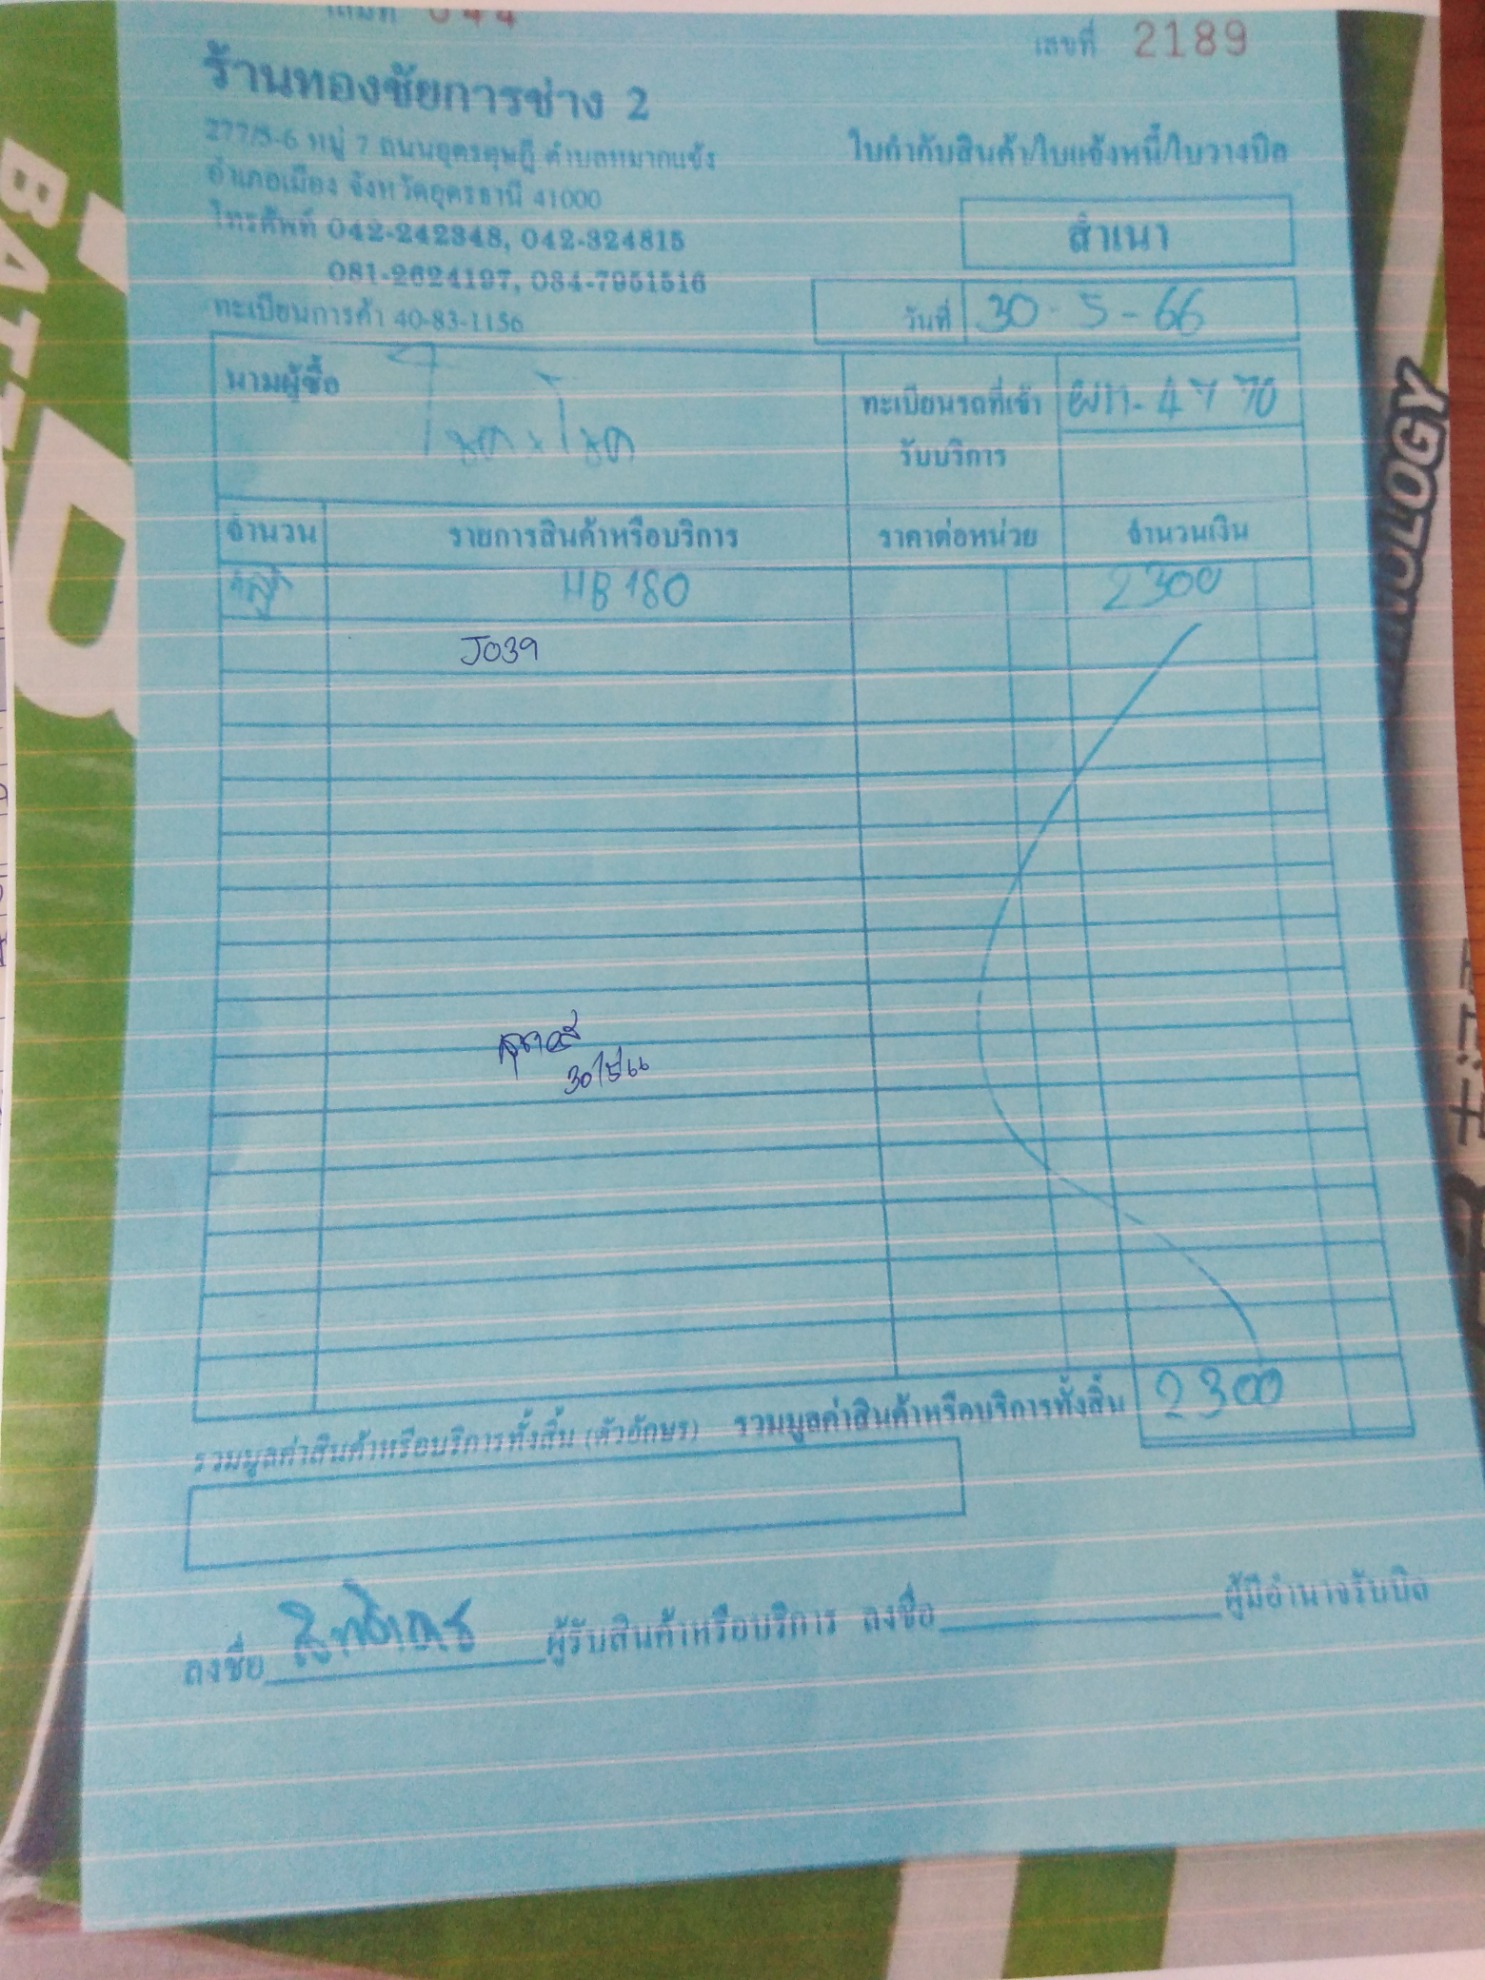 เล่มที่ 044
เลขที่ 2189
ร้านทองชัยการช่าง 2
277/5-6 หมู่ 7 ถนนอุดรดุษฎี ตำบลหมากแข้ง
อำเภอเมือง จังหวัดอุดรธานี 41000
โทรศัพท์ 042-242348, 042-324815
081-2624197, 084-7951516
ทะเบียนการค้า 40-83-1156
ใบกำกับสินค้า/ใบแจ้งหนี้/ใบวางบิล
สำเนา
วันที่ 30-5-66
นามผู้ซื้อ
ทะเบียนรถที่เข้า
รับบริการ
4770
จำนวน รายการสินค้าหรือบริการ ราคาต่อหน่วย จำนวนเงิน
HB 180 2300
J039
30/5/66
รวมมูลค่าสินค้าหรือบริการทั้งสิ้น (ตัวอักษร) รวมมูลค่าสินค้าหรือบริการทั้งสิ้น 2300
ลงชื่อ ผู้รับสินค้าหรือบริการ ลงชื่อ ผู้มีอำนาจรับบิล
BATT
NOLOGY